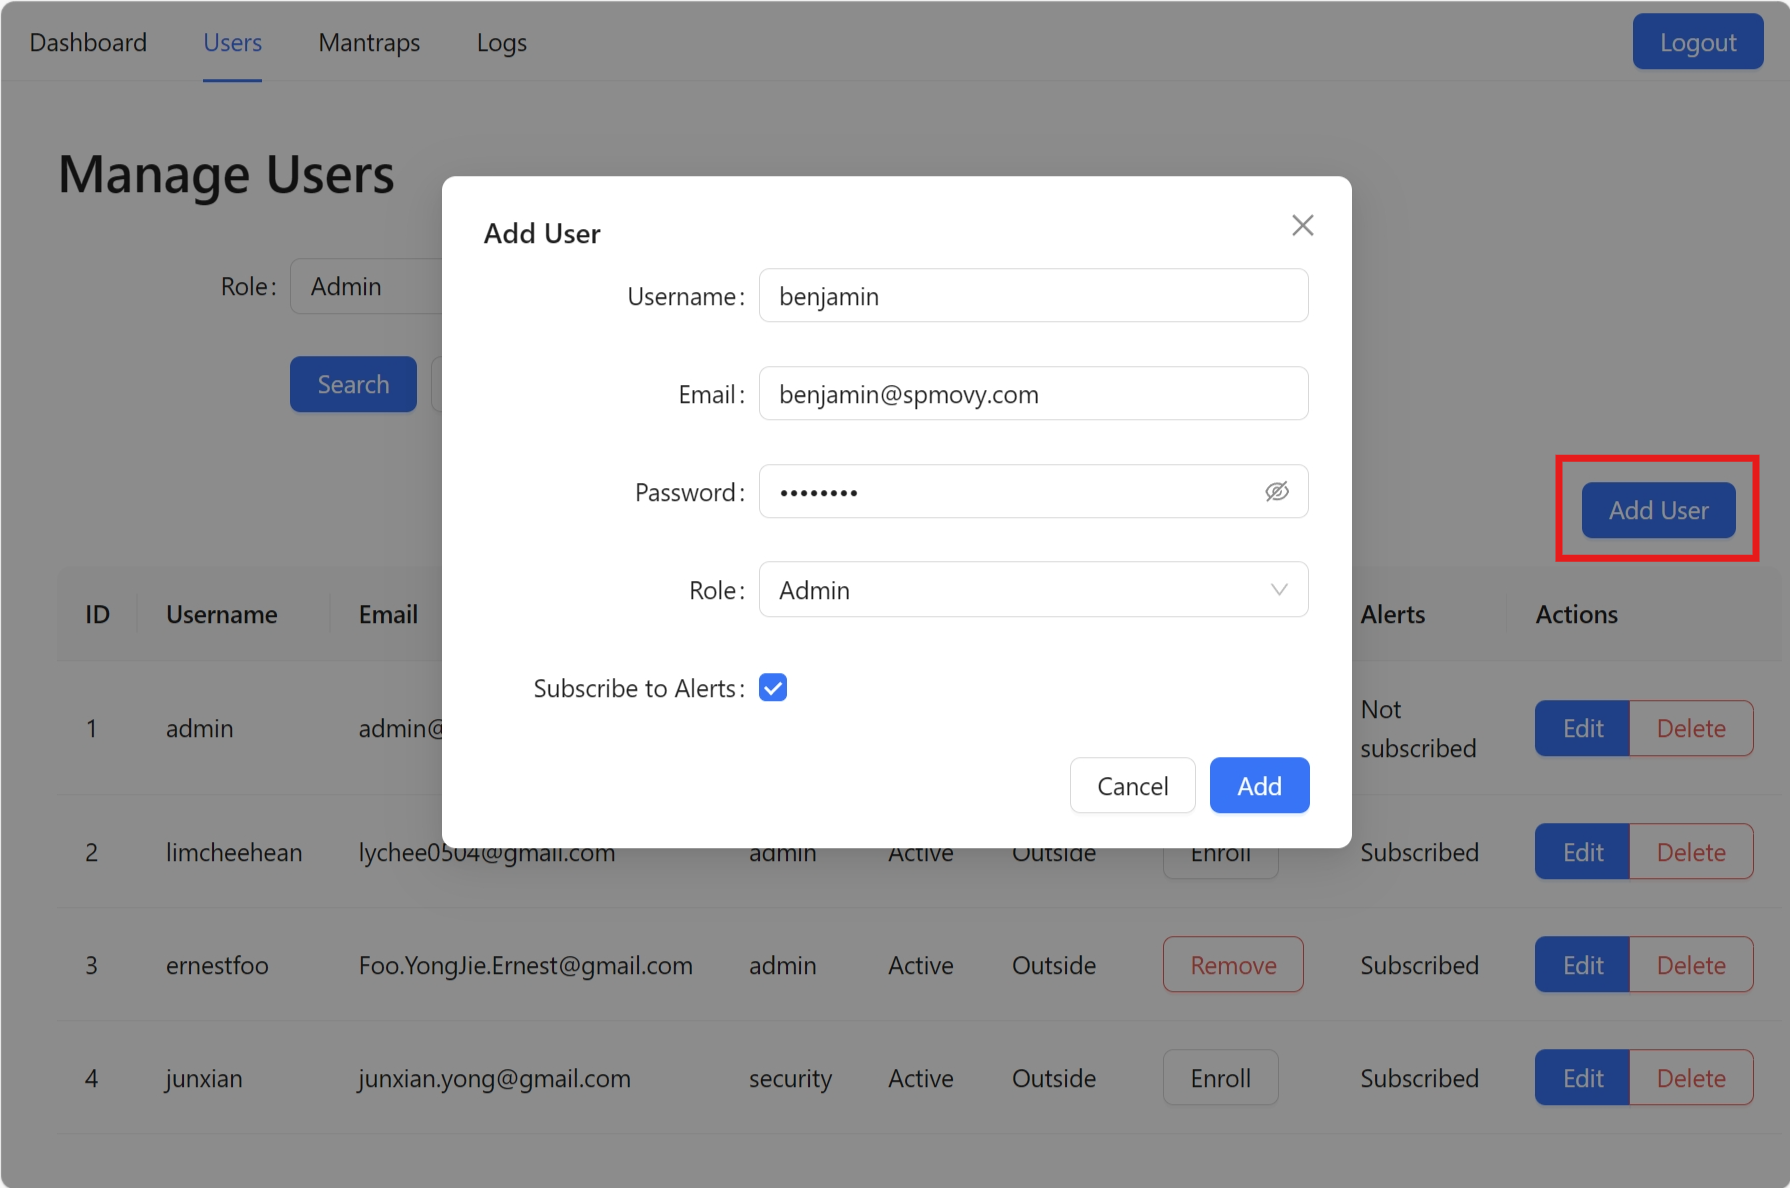 Dashboard Users Mantraps Logs Logout
Manage Users
Role: Admin
Search
Add User
Username: benjamin
Email: benjamin@spmovy.com
Password: ••••••••
Role: Admin
Subscribe to Alerts:
Cancel Add
Add User
ID Username Email Alerts Actions
1 admin admin@ Not subscribed Edit Delete
2 limcheehean lychee0504@gmail.com admin Active Outside Enroll Subscribed Edit Delete
3 ernestfoo Foo.YongJie.Ernest@gmail.com admin Active Outside Remove Subscribed Edit Delete
4 junxian junxian.yong@gmail.com security Active Outside Enroll Subscribed Edit Delete